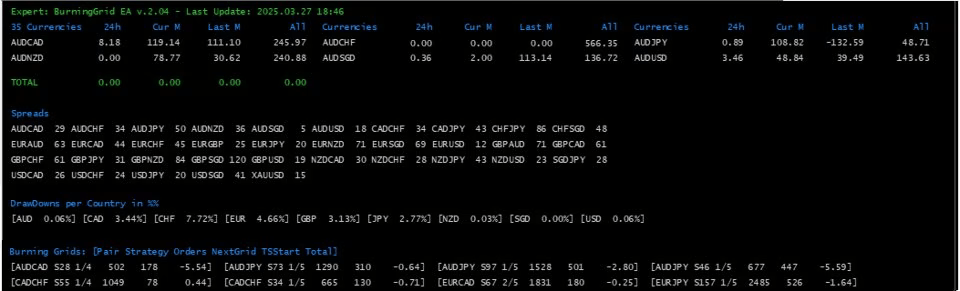 Expert: BurningGrid EA v.2.04 - Last Update: 2025.03.27 18:46
35 Currencies 24h Cur M Last M All Currencies 24h Cur M Last M All Currencies 24h Cur M Last M All
AUDCAD 8.18 119.14 111.10 245.97 AUDCHF 0.00 0.00 0.00 566.35 AUDJPY 0.89 108.82 -132.59 48.71
AUDNZD 0.00 78.77 30.62 240.88 AUDSGD 0.36 2.00 113.14 136.72 AUDUSD 3.46 48.84 39.49 143.63
TOTAL 0.00 0.00 0.00 0.00
Spreads
AUDCAD 29 AUDCHF 34 AUDJPY 50 AUDNZD 36 AUDSGD 5 AUDUSD 18 CADCHF 34 CADJPY 43 CHFJPY 86 CHFSGD 48
EURAUD 63 EURCAD 44 EURCHF 45 EURGBP 25 EURJPY 20 EURNZD 71 EURSGD 69 EURUSD 12 GBPAUD 71 GBPCAD 61
GBPCHF 61 GBPJPY 31 GBPNZD 84 GBPSGD 120 GBPUSD 19 NZDCAD 30 NZDCHF 28 NZDJPY 43 NZDUSD 23 SGDJPY 28
USDCAD 26 USDCHF 24 USDJPY 20 USDSGD 41 XAUUSD 15
DrawDowns per Country in %%
[AUD 0.06%] [CAD 3.44%] [CHF 7.72%] [EUR 4.66%] [GBP 3.13%] [JPY 2.77%] [NZD 0.03%] [SGD 0.00%] [USD 0.06%]
Burning Grids: [Pair Strategy Orders NextGrid TSStart Total]
[AUDCAD S28 1/4 502 178 -5.54] [AUDJPY S73 1/5 1290 310 -0.64] [AUDJPY S97 1/5 1528 501 -2.80] [AUDJPY S46 1/5 677 447 -5.59]
[CADCHF S55 1/4 1049 78 0.44] [CADCHF S34 1/5 665 130 -0.71] [EURCAD S67 2/5 1831 180 -0.25] [EURJPY S157 1/5 2485 526 -1.64]